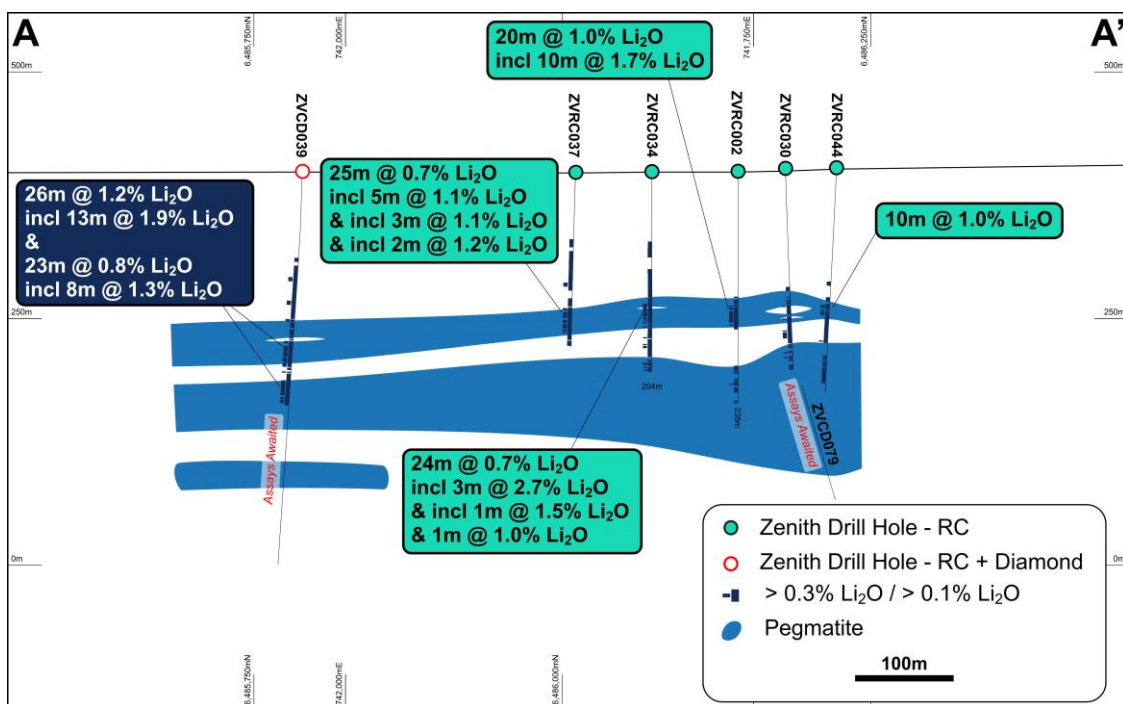 A
A'
6,485,750mN
742,000mE
741,750mE
6,486,250mN
500m
500m
20m @ 1.0% Li₂O
incl 10m @ 1.7% Li₂O
ZVCD039
ZVRC037
ZVRC034
ZVRC002
ZVRC030
ZVRC044
26m @ 1.2% Li₂O
incl 13m @ 1.9% Li₂O
&
23m @ 0.8% Li₂O
incl 8m @ 1.3% Li₂O
25m @ 0.7% Li₂O
incl 5m @ 1.1% Li₂O
& incl 3m @ 1.1% Li₂O
& incl 2m @ 1.2% Li₂O
10m @ 1.0% Li₂O
250m
250m
204m
236m
Assays Awaited
Assays Awaited
ZVCD079
24m @ 0.7% Li₂O
incl 3m @ 2.7% Li₂O
& incl 1m @ 1.5% Li₂O
& 1m @ 1.0% Li₂O
Zenith Drill Hole - RC
Zenith Drill Hole - RC + Diamond
> 0.3% Li₂O / > 0.1% Li₂O
Pegmatite
100m
0m
0m
6,485,750mN
742,000mE
6,486,000mN